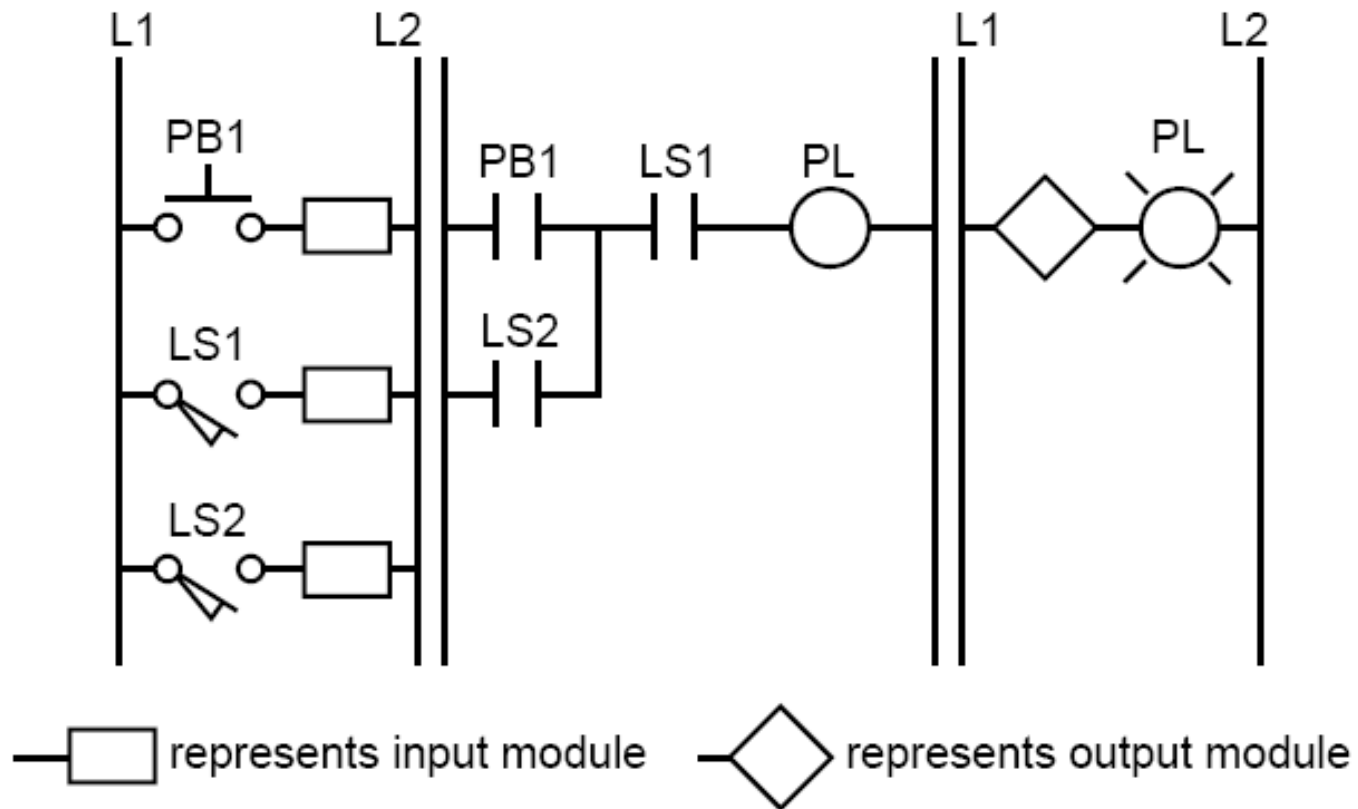 L1 L2 L1 L2
PB1 PB1 LS1 PL PL
LS1 LS2
LS2
represents input module represents output module